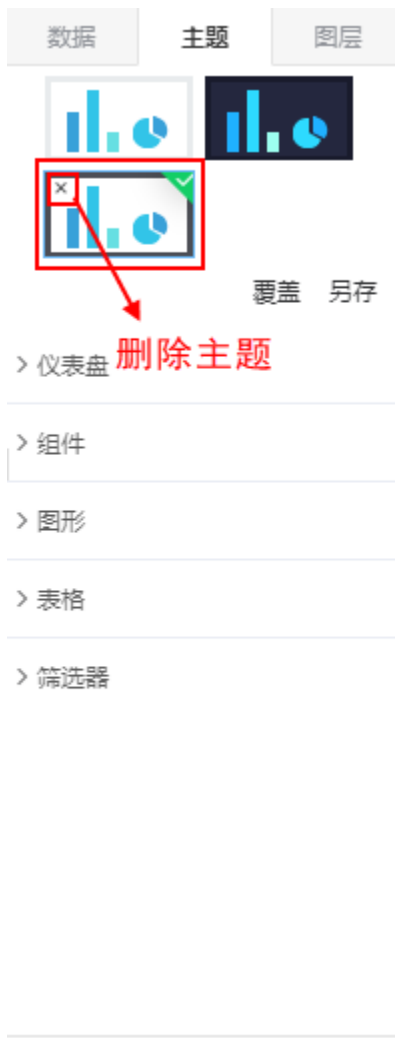 数据 主题 图层
覆盖 另存
删除主题
仪表盘
组件
图形
表格
筛选器